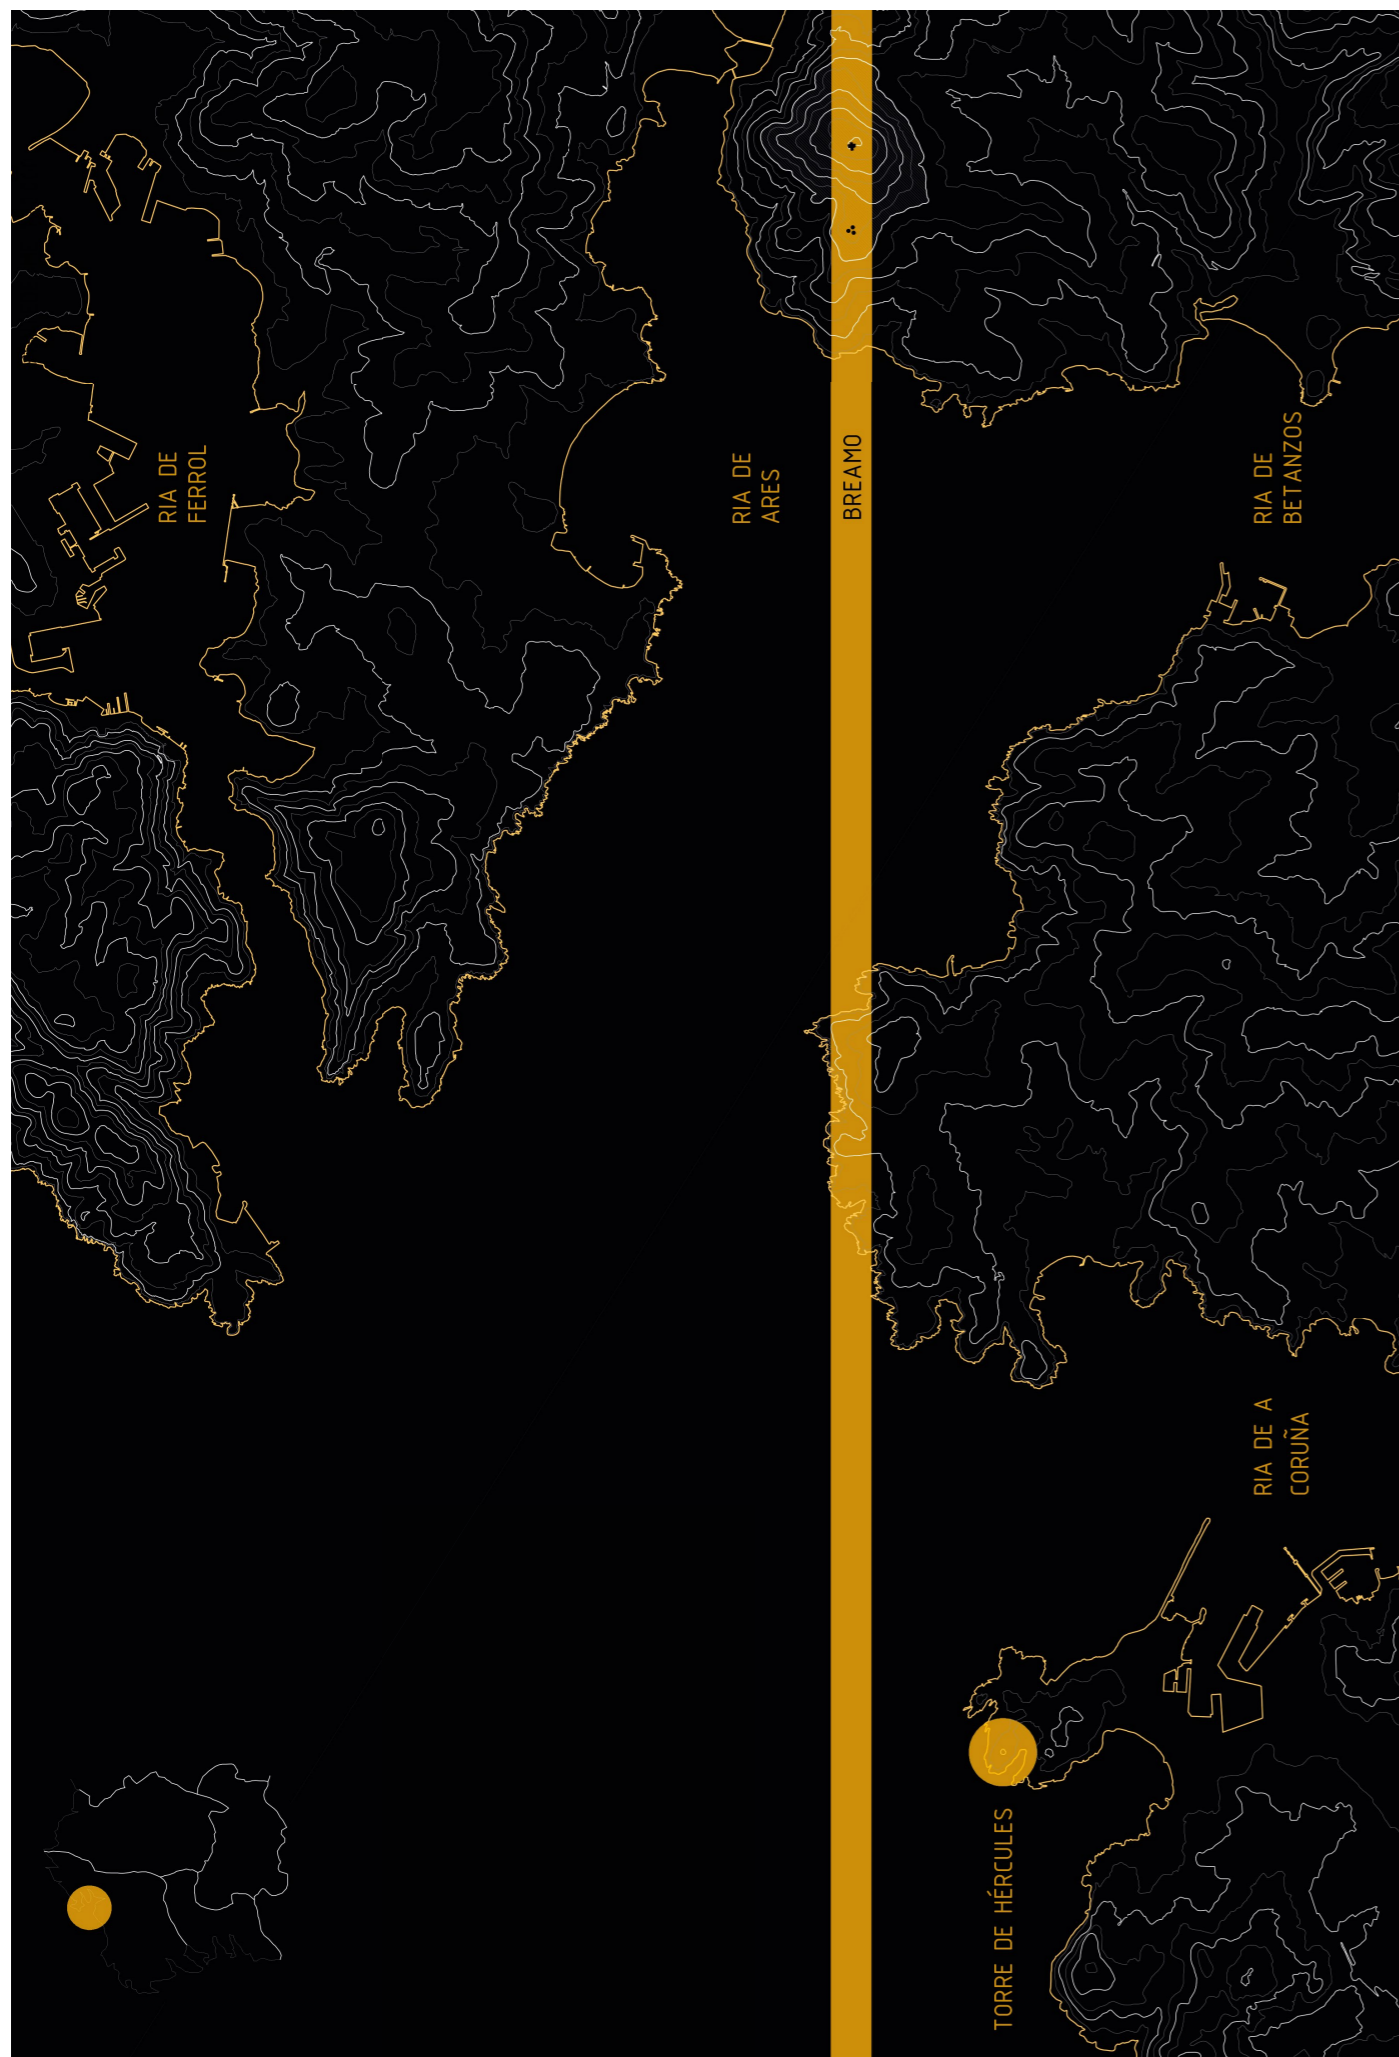 RIA DE
FERROL
RIA DE
ARES
BREAMO
RIA DE
BETANZOS
RIA DE A
CORUÑA
TORRE DE HÉRCULES